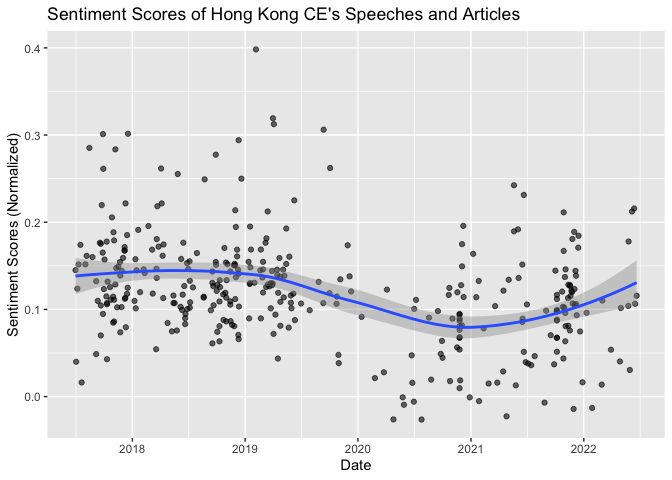 Sentiment Scores of Hong Kong CE's Speeches and Articles
Sentiment Scores (Normalized)
0.4
0.3
0.2
0.1
0.0
2018 2019 2020 2021 2022
Date